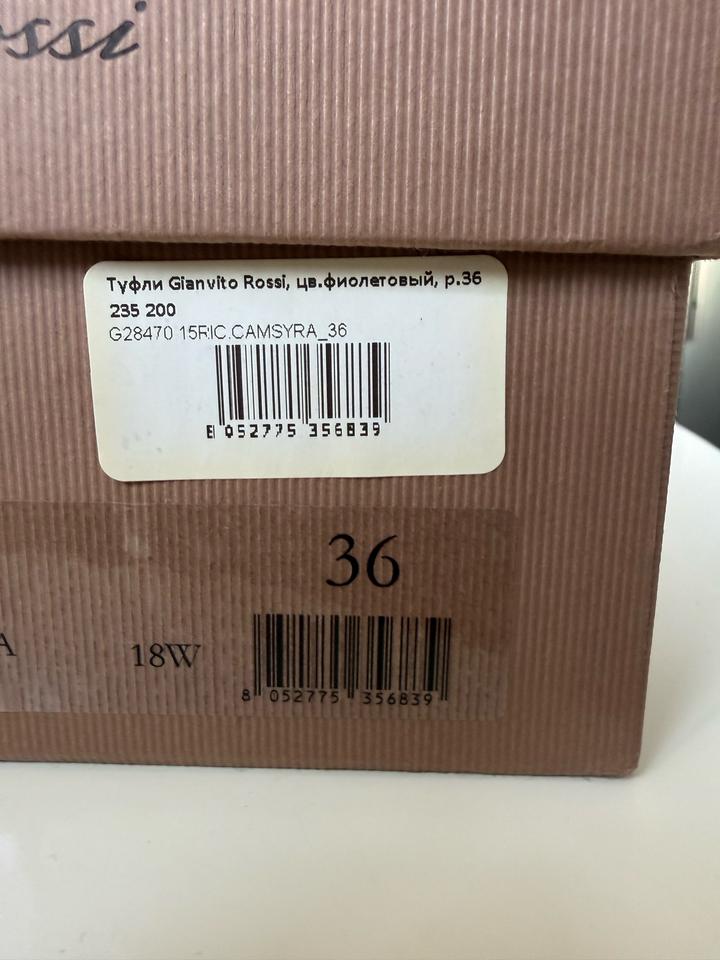 ossi
Туфли Gianvito Rossi, цв.фиолетовый, р.36
235 200
G28470 15RIC.CAMSYRA_36
8 052775 356839
36
A
18W
8 052775 356839